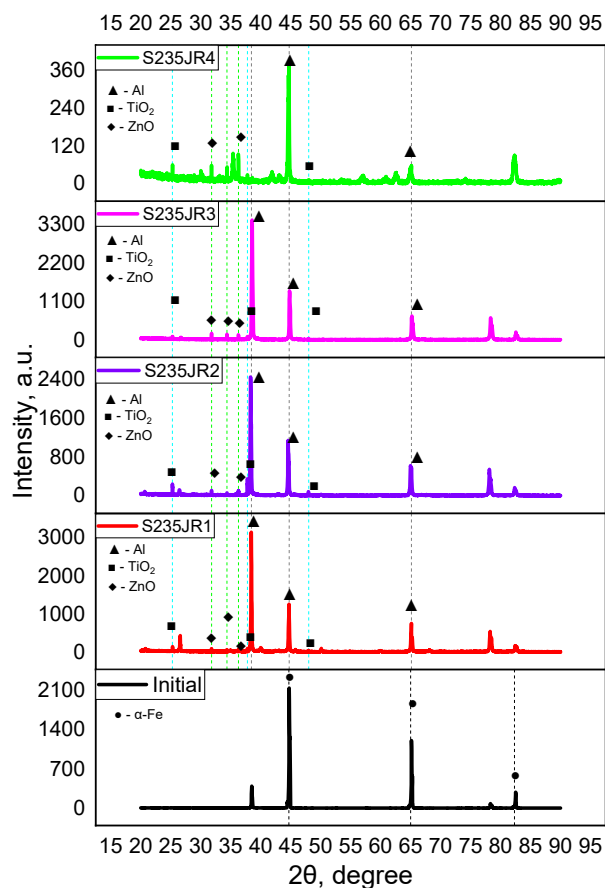 15 20 25 30 35 40 45 50 55 60 65 70 75 80 85 90 95
S235JR4
360
240
120
0
▲ - Al
■ - TiO₂
◆ - ZnO
S235JR3
3300
2200
1100
0
▲ - Al
■ - TiO₂
◆ - ZnO
S235JR2
2400
1600
800
0
▲ - Al
■ - TiO₂
◆ - ZnO
S235JR1
3000
2000
1000
0
▲ - Al
■ - TiO₂
◆ - ZnO
Initial
2100
1400
700
0
● - α-Fe
Intensity, a.u.
15 20 25 30 35 40 45 50 55 60 65 70 75 80 85 90 95
2θ, degree